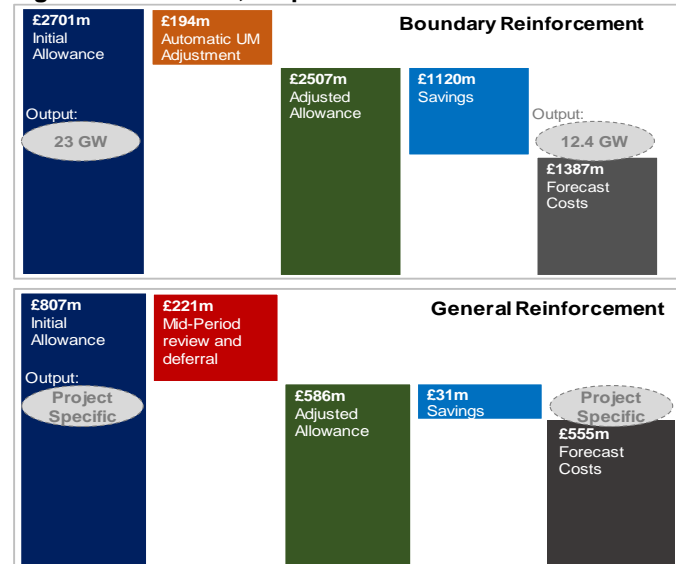 Boundary Reinforcement
£2701m
Initial
Allowance
Output:
23 GW
£194m
Automatic UM
Adjustment
£2507m
Adjusted
Allowance
£1120m
Savings
Output:
12.4 GW
£1387m
Forecast
Costs
General Reinforcement
£807m
Initial
Allowance
Output:
Project
Specific
£221m
Mid-Period
review and
deferral
£586m
Adjusted
Allowance
£31m
Savings
Project
Specific
£555m
Forecast
Costs